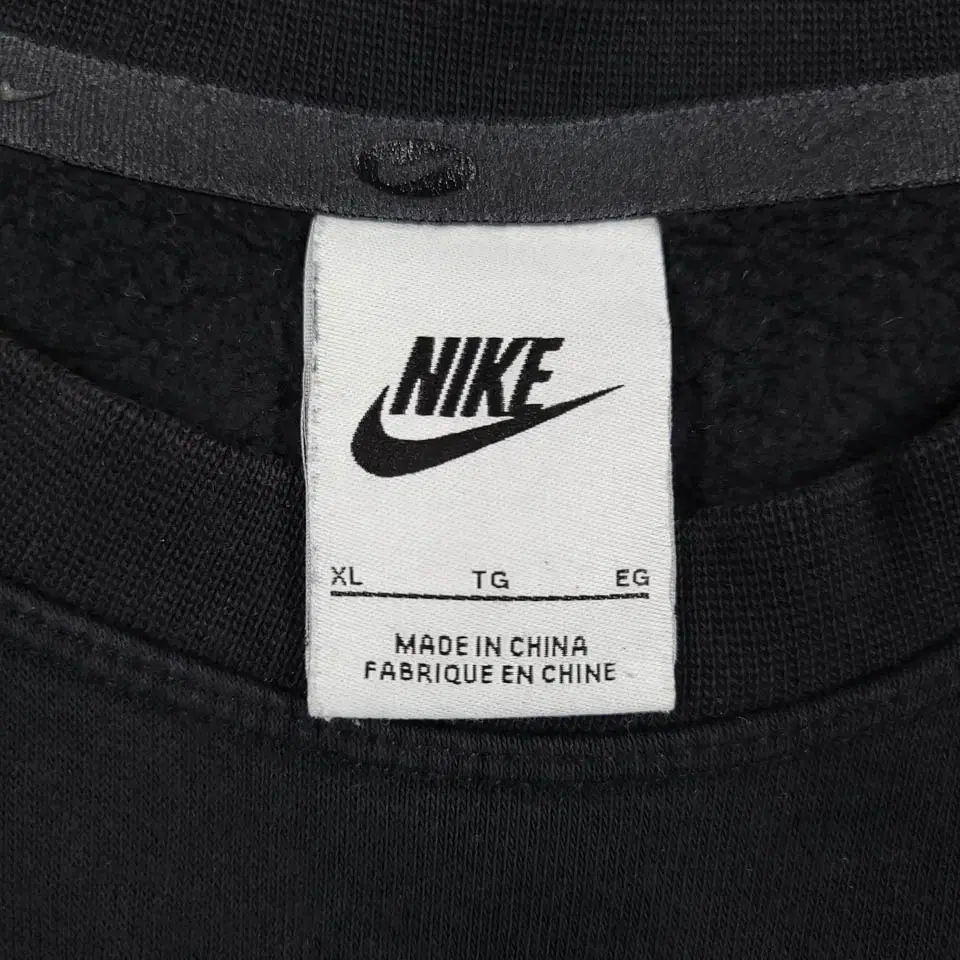 NIKE
XL TG EG
MADE IN CHINA
FABRIQUE EN CHINE